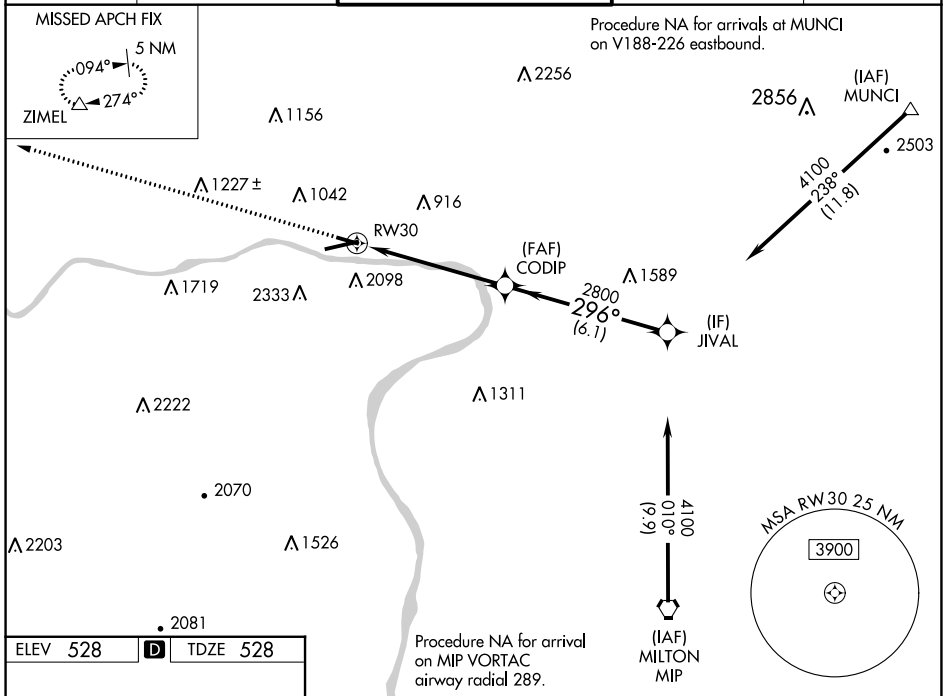 MISSED APCH FIX
5 NM
094°
274°
ZIMEL
Procedure NA for arrivals at MUNCI
on V188-226 eastbound.
2256
(IAF)
MUNCI
2856
2503
1156
4100
238°
(11.8)
1227 ±
1042
916
RW30
(FAF)
CODIP
1589
2800
296°
(6.1)
(IF)
JIVAL
1719
2333
2098
1311
2222
2070
4100
010°
(9.9)
MSA RW30 25 NM
3900
2203
1526
2081
(IAF)
MILTON
MIP
Procedure NA for arrival
on MIP VORTAC
airway radial 289.
ELEV 528 D TDZE 528